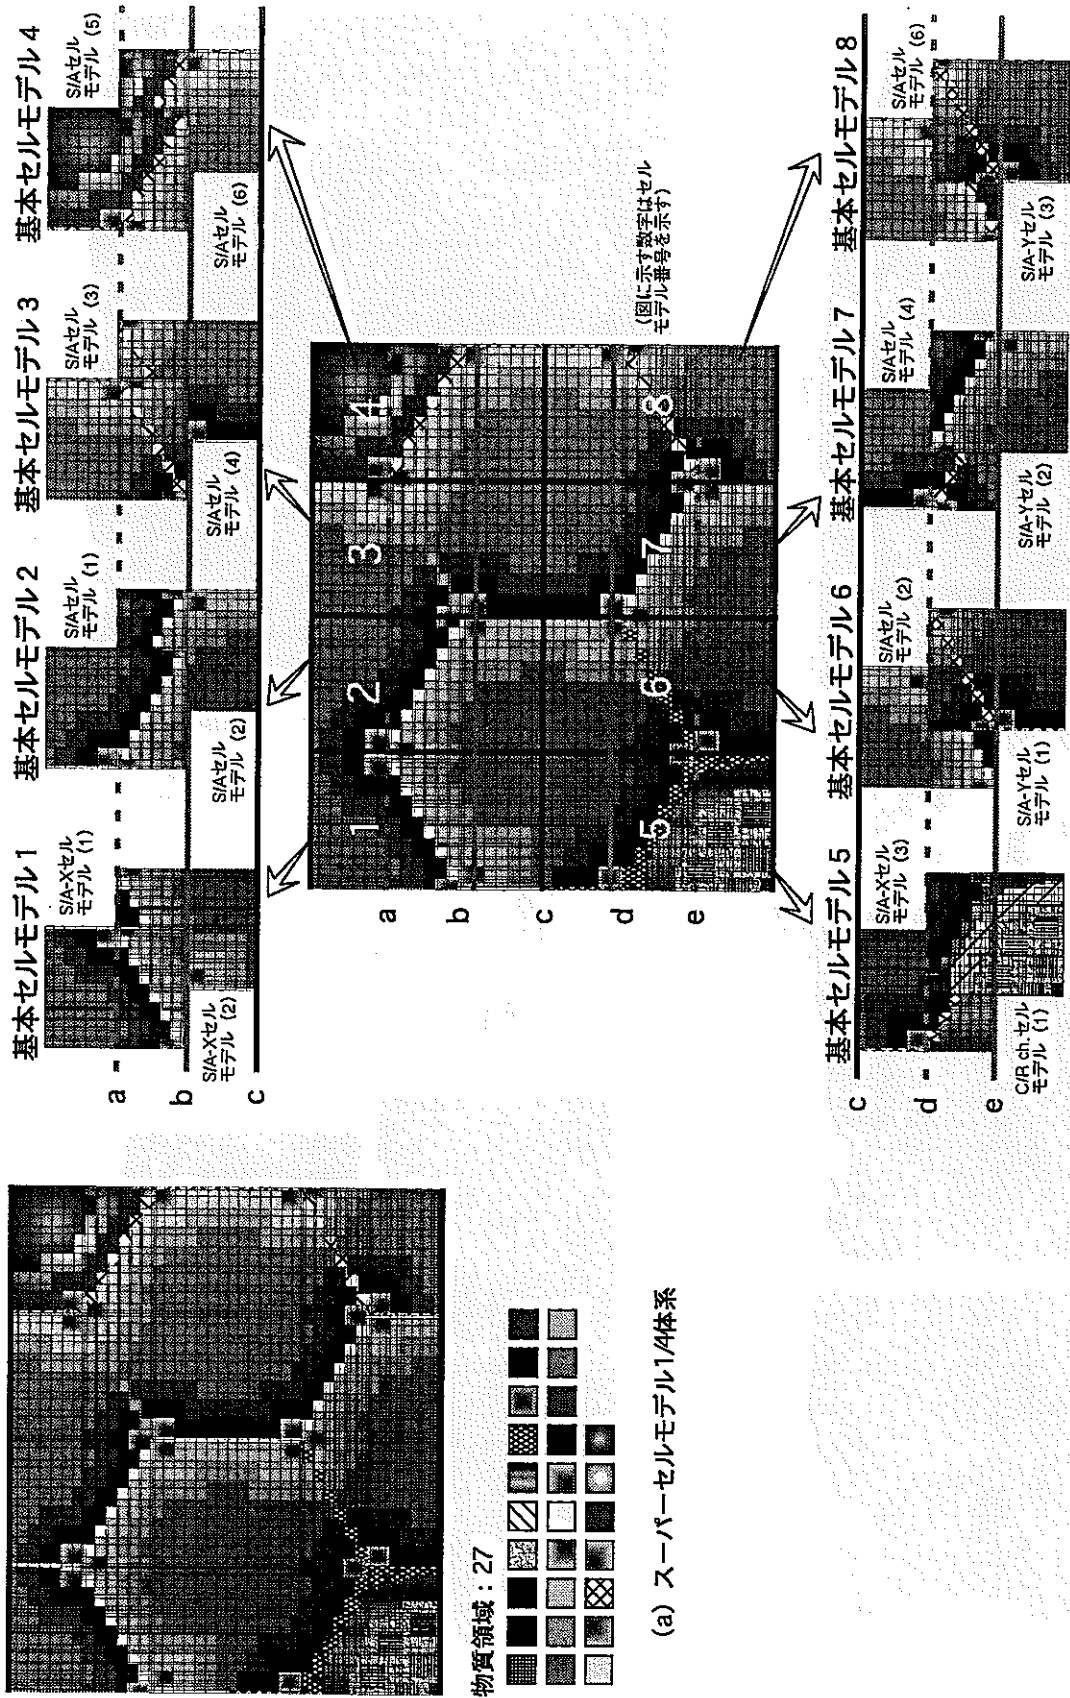 基本セルモデル 1
基本セルモデル 2
基本セルモデル 3
基本セルモデル 4
S/A-Xセル
モデル (1)
S/Aセル
モデル (1)
S/Aセル
モデル (3)
S/Aセル
モデル (5)
a
b
c
S/A-Xセル
モデル (2)
S/Aセル
モデル (2)
S/Aセル
モデル (4)
S/Aセル
モデル (6)
1
2
3
4
a
b
c
d
e
5
6
7
8
(図に示す数字はセル
モデル番号を示す)
基本セルモデル 5
基本セルモデル 6
基本セルモデル 7
基本セルモデル 8
S/A-Xセル
モデル (3)
S/Aセル
モデル (2)
S/Aセル
モデル (4)
S/Aセル
モデル (6)
c
d
e
C/R ch.セル
モデル (1)
S/A-Yセル
モデル (1)
S/A-Yセル
モデル (2)
S/A-Yセル
モデル (3)
物質領域：27
(a) スーパーセルモデル1/4体系